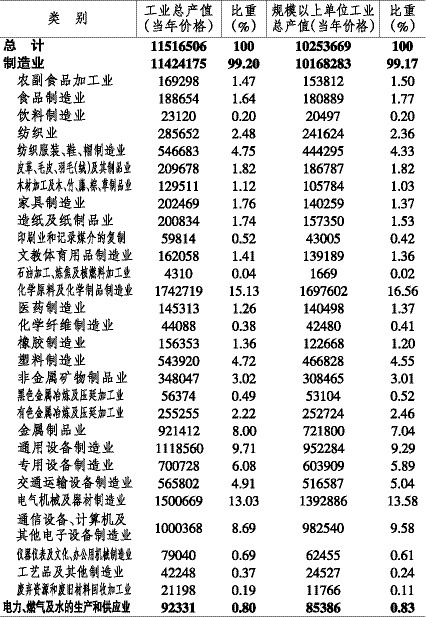 类 别 工业总产值(当年价格) 比重(%) 规模以上单位工业总产值(当年价格) 比重(%)
总 计 11516506 100 10253669 100
制造业 11424175 99.20 10168283 99.17
农副食品加工业 169298 1.47 153812 1.50
食品制造业 188654 1.64 180889 1.77
饮料制造业 23120 0.20 20497 0.20
纺织业 285652 2.48 241624 2.36
纺织服装、鞋、帽制造业 546683 4.75 444295 4.33
皮革、毛皮、羽毛(绒)及其制品业 209678 1.82 186787 1.82
木材加工及木、竹、藤、棕、草制品业 129511 1.12 105784 1.03
家具制造业 202469 1.76 140259 1.37
造纸及纸制品业 200834 1.74 157350 1.53
印刷业和记录媒介的复制 59814 0.52 43005 0.42
文教体育用品制造业 162058 1.41 139189 1.36
石油加工、炼焦及核燃料加工业 4310 0.04 1669 0.02
化学原料及化学制品制造业 1742719 15.13 1697602 16.56
医药制造业 145313 1.26 140498 1.37
化学纤维制造业 44088 0.38 42480 0.41
橡胶制造业 156353 1.36 122668 1.20
塑料制造业 543920 4.72 466828 4.55
非金属矿物制品业 348047 3.02 308465 3.01
黑色金属冶炼及压延加工业 56374 0.49 53104 0.52
有色金属冶炼及压延加工业 255225 2.22 252724 2.46
金属制品业 921412 8.00 721800 7.04
通用设备制造业 1118560 9.71 952284 9.29
专用设备制造业 700728 6.08 603909 5.89
交通运输设备制造业 565802 4.91 516587 5.04
电气机械及器材制造业 1500669 13.03 1392886 13.58
通信设备、计算机及
其他电子设备制造业 1000368 8.69 982540 9.58
仪器仪表及文化、办公用机械制造业 79040 0.69 62455 0.61
工艺品及其他制造业 42248 0.37 24527 0.24
废弃资源和废旧材料回收加工业 21198 0.19 11766 0.11
电力、燃气及水的生产和供应业 92331 0.80 85386 0.83